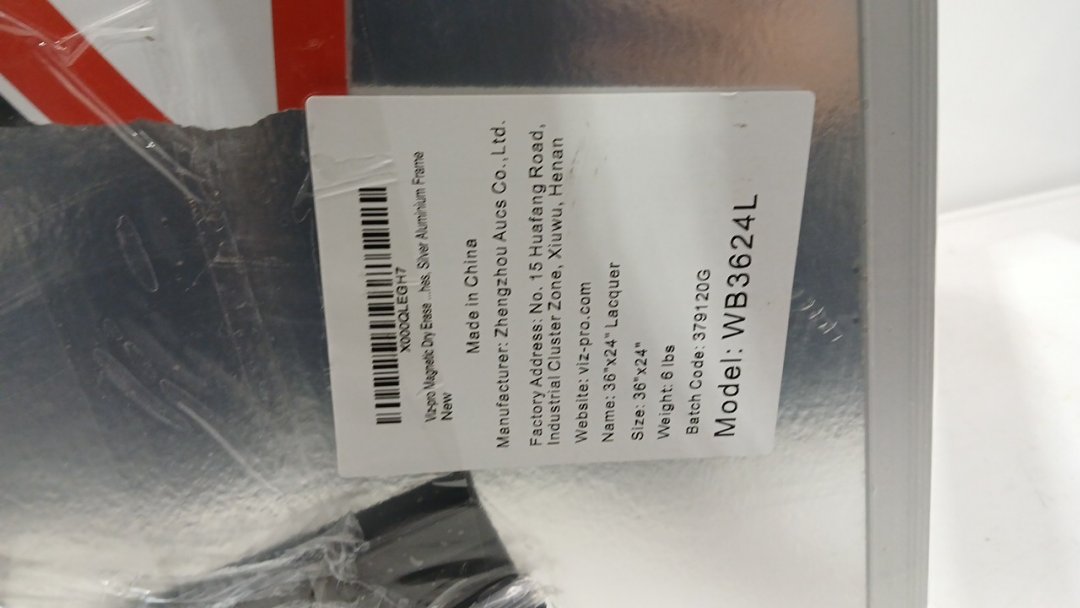 X000QLEGH7
Viz-pro Magnetic Dry Erase ...hes, Silver Aluminium Frame
New
Made in China
Manufacturer: Zhengzhou Aucs Co.,Ltd.
Factory Address: No. 15 Huafang Road,
Industrial Cluster Zone, Xiuwu, Henan
Website: viz-pro.com
Name: 36"x24" Lacquer
Size: 36"x24"
Weight: 6 lbs
Batch Code: 379120G
Model: WB3624L